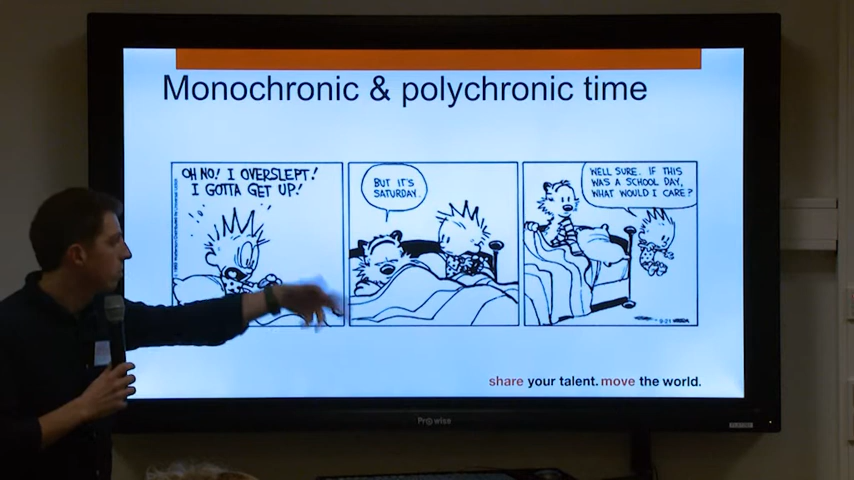 Monochronic & polychronic time
OH NO! I OVERSLEPT!
I GOTTA GET UP!
BUT IT'S
SATURDAY.
WELL SURE. IF THIS
WAS A SCHOOL DAY,
WHAT WOULD I CARE?
share your talent. move the world.
Prowise